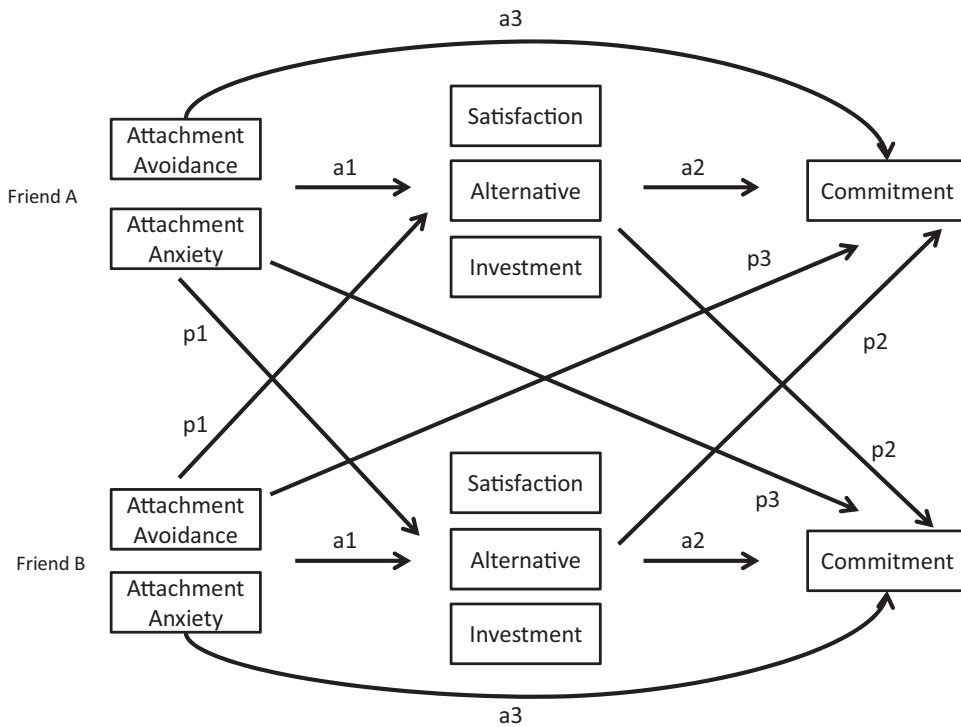 a3
Attachment
Avoidance
Satisfaction
Friend A
a1
Alternative
a2
Commitment
Attachment
Anxiety
Investment
p3
p1
p2
p1
p2
Attachment
Avoidance
Satisfaction
p3
Friend B
a1
Alternative
a2
Commitment
Attachment
Anxiety
Investment
a3